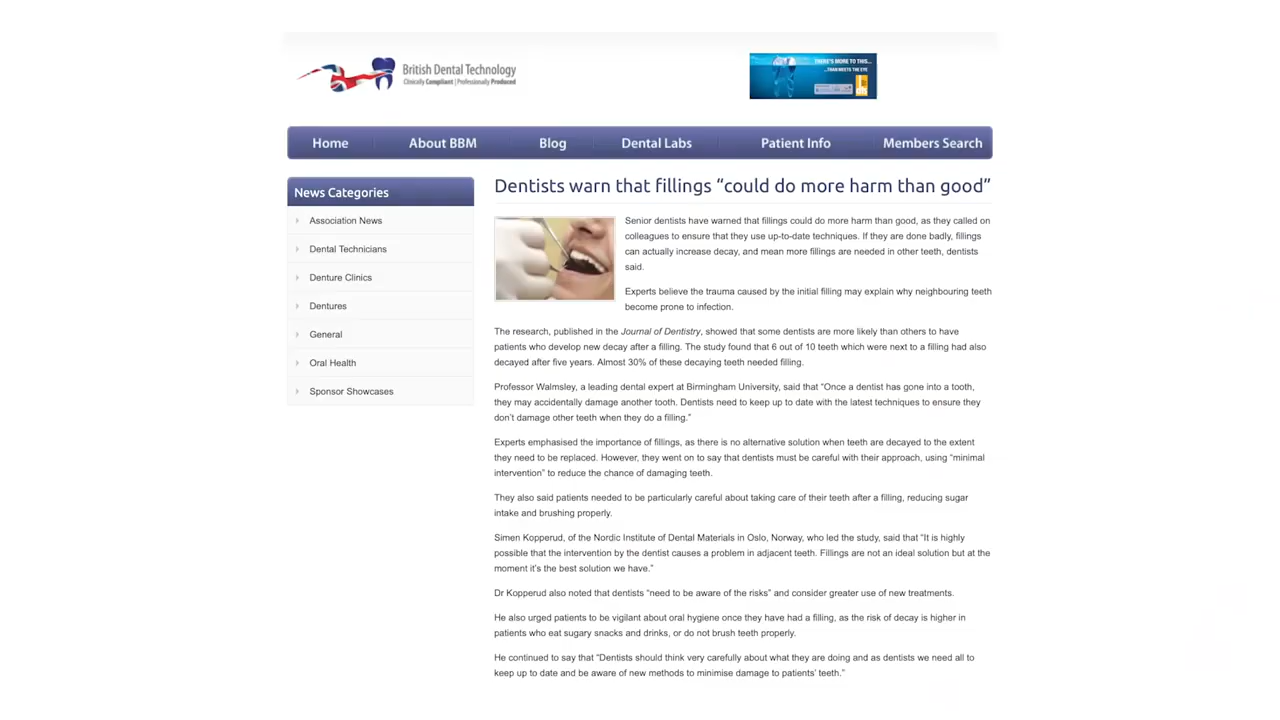 British Dental Technology
Clinically Compliant | Professionally Produced
THERE'S MORE TO THIS...
...THAN MEETS THE EYE
Home
About BBM
Blog
Dental Labs
Patient Info
Members Search
News Categories
Association News
Dental Technicians
Denture Clinics
Dentures
General
Oral Health
Sponsor Showcases
Dentists warn that fillings “could do more harm than good”
Senior dentists have warned that fillings could do more harm than good, as they called on
colleagues to ensure that they use up-to-date techniques. If they are done badly, fillings
can actually increase decay, and mean more fillings are needed in other teeth, dentists
said.
Experts believe the trauma caused by the initial filling may explain why neighbouring teeth
become prone to infection.
The research, published in the Journal of Dentistry, showed that some dentists are more likely than others to have
patients who develop new decay after a filling. The study found that 6 out of 10 teeth which were next to a filling had also
decayed after five years. Almost 30% of these decaying teeth needed filling.
Professor Walmsley, a leading dental expert at Birmingham University, said that “Once a dentist has gone into a tooth,
they may accidentally damage another tooth. Dentists need to keep up to date with the latest techniques to ensure they
don’t damage other teeth when they do a filling.”
Experts emphasised the importance of fillings, as there is no alternative solution when teeth are decayed to the extent
they need to be replaced. However, they went on to say that dentists must be careful with their approach, using “minimal
intervention” to reduce the chance of damaging teeth.
They also said patients needed to be particularly careful about taking care of their teeth after a filling, reducing sugar
intake and brushing properly.
Simen Kopperud, of the Nordic Institute of Dental Materials in Oslo, Norway, who led the study, said that “It is highly
possible that the intervention by the dentist causes a problem in adjacent teeth. Fillings are not an ideal solution but at the
moment it’s the best solution we have.”
Dr Kopperud also noted that dentists “need to be aware of the risks” and consider greater use of new treatments.
He also urged patients to be vigilant about oral hygiene once they have had a filling, as the risk of decay is higher in
patients who eat sugary snacks and drinks, or do not brush teeth properly.
He continued to say that “Dentists should think very carefully about what they are doing and as dentists we need all to
keep up to date and be aware of new methods to minimise damage to patients’ teeth.”